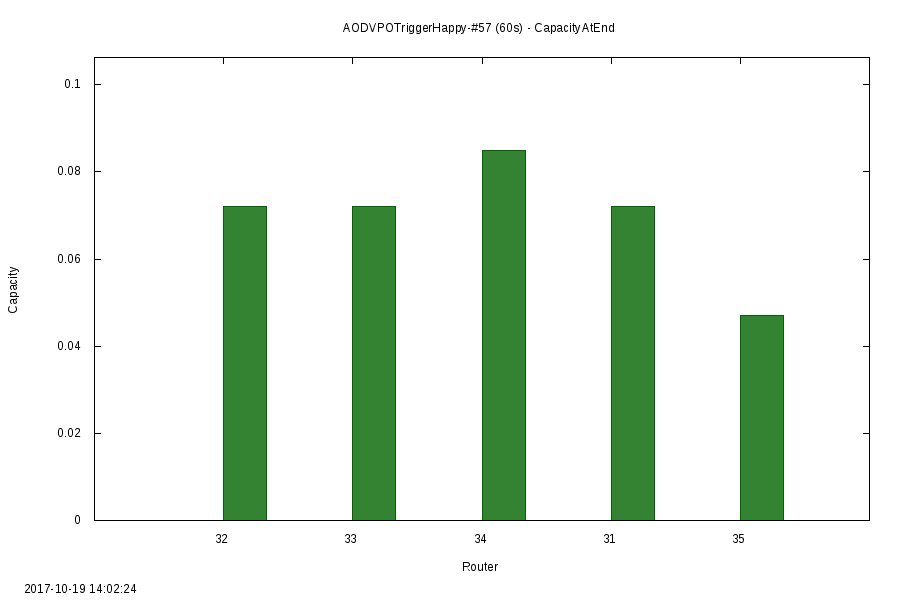 AODVPOTriggerHappy-#57 (60s) - CapacityAtEnd
0.1
0.08
0.06
0.04
0.02
0
Capacity
32 33 34 31 35
Router
2017-10-19 14:02:24